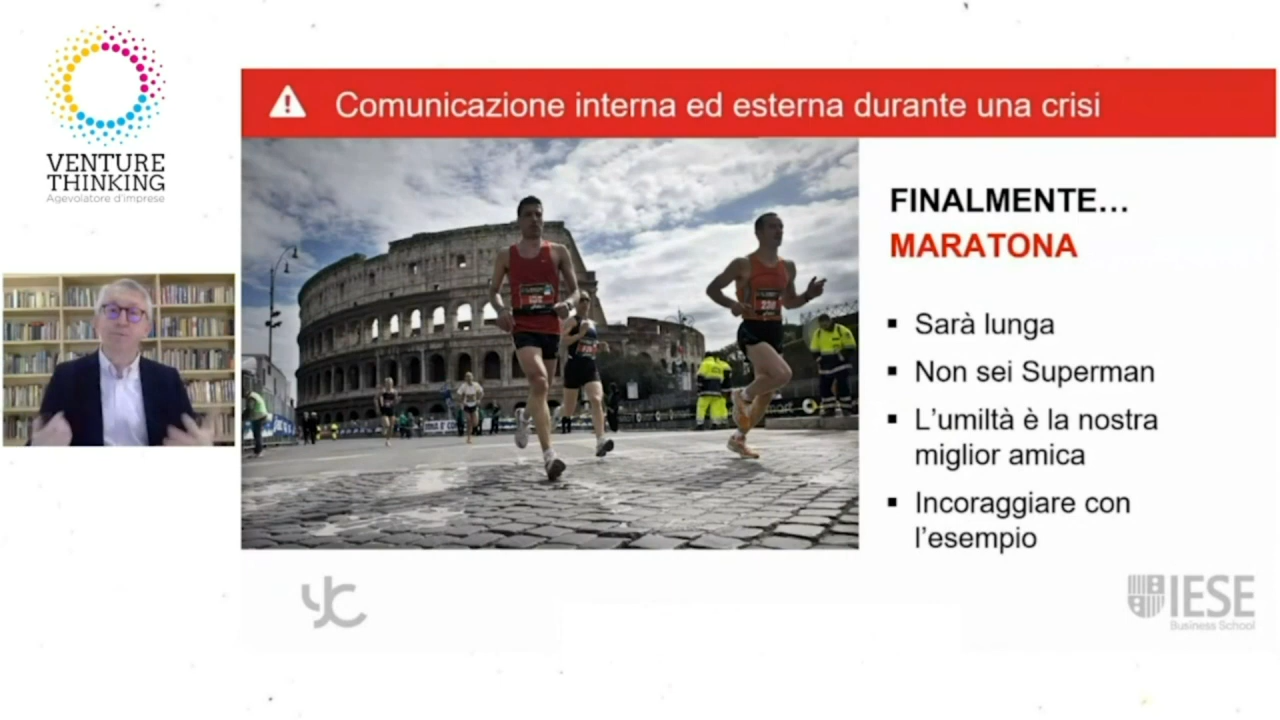 VENTURE
THINKING
Agevolatore d'imprese
Comunicazione interna ed esterna durante una crisi
FINALMENTE...
MARATONA
▪ Sarà lunga
▪ Non sei Superman
▪ L'umiltà è la nostra
miglior amica
▪ Incoraggiare con
l'esempio
yc
IESE
Business School